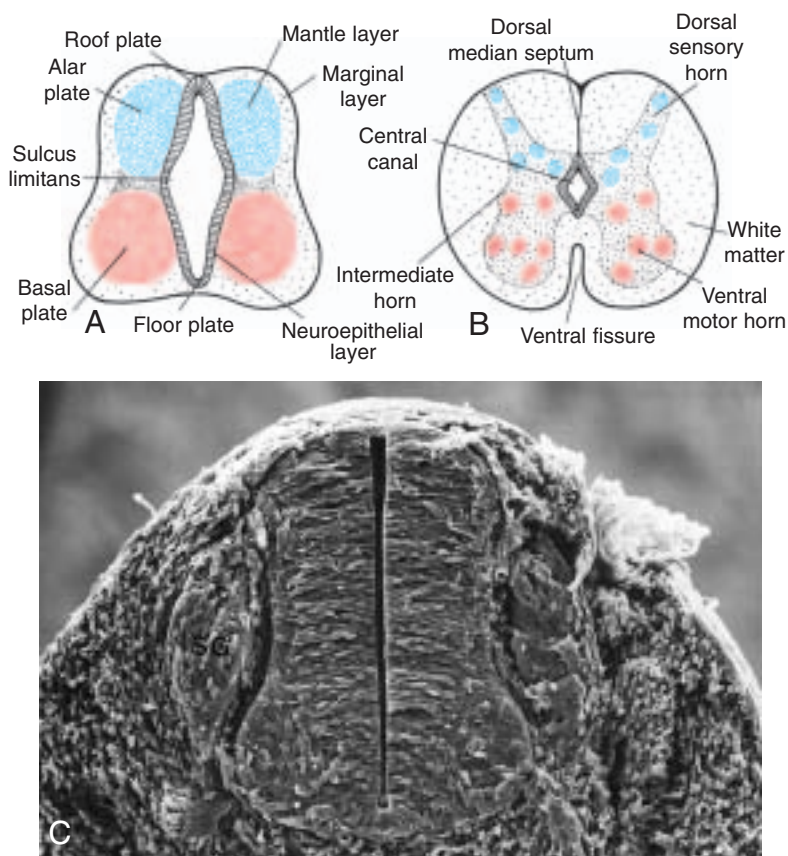 Roof plate
Alar
plate
Sulcus
limitans
Basal
plate
A
Floor plate
Mantle layer
Marginal
layer
Neuroepithelial
layer
Dorsal
median septum
Dorsal
sensory
horn
Central
canal
Intermediate
horn
B
Ventral fissure
White
matter
Ventral
motor horn
SG
C